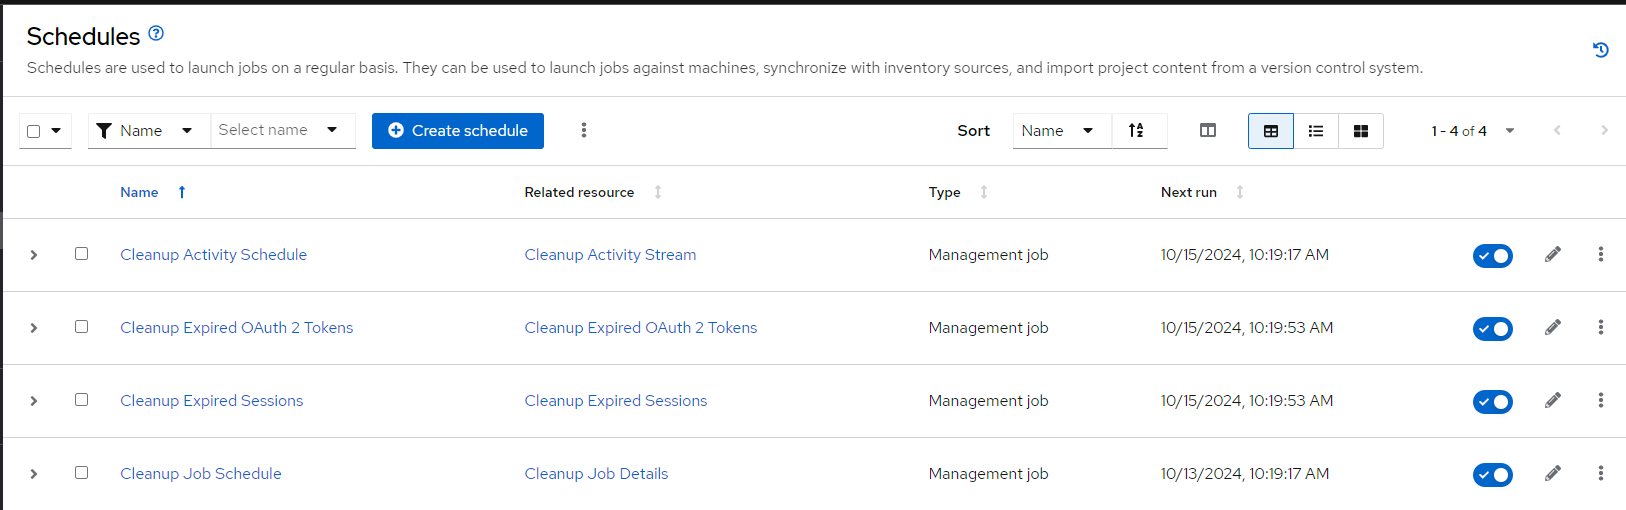 Schedules
Schedules are used to launch jobs on a regular basis. They can be used to launch jobs against machines, synchronize with inventory sources, and import project content from a version control system.
Name Select name Create schedule Sort Name 1 - 4 of 4
Name Related resource Type Next run
Cleanup Activity Schedule Cleanup Activity Stream Management job 10/15/2024, 10:19:17 AM
Cleanup Expired OAuth 2 Tokens Cleanup Expired OAuth 2 Tokens Management job 10/15/2024, 10:19:53 AM
Cleanup Expired Sessions Cleanup Expired Sessions Management job 10/15/2024, 10:19:53 AM
Cleanup Job Schedule Cleanup Job Details Management job 10/13/2024, 10:19:17 AM